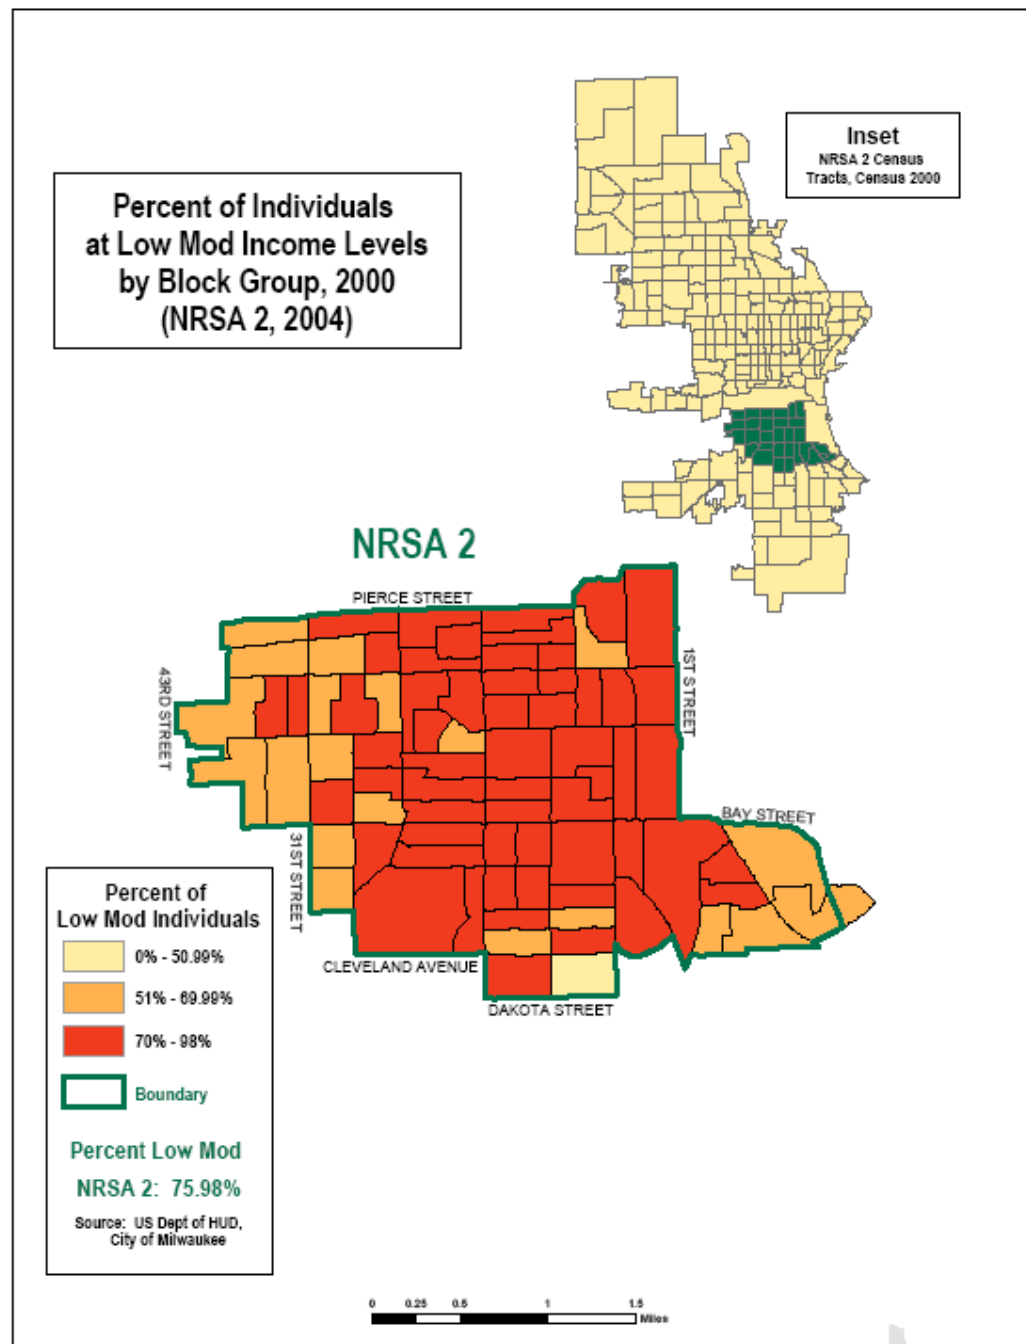 Percent of Individuals
at Low Mod Income Levels
by Block Group, 2000
(NRSA 2, 2004)
Inset
NRSA 2 Census
Tracts, Census 2000
NRSA 2
PIERCE STREET
43RD STREET
1ST STREET
BAY STREET
31ST STREET
CLEVELAND AVENUE
DAKOTA STREET
Percent of
Low Mod Individuals
0% - 50.99%
51% - 69.99%
70% - 98%
Boundary
Percent Low Mod
NRSA 2: 75.98%
Source: US Dept of HUD,
City of Milwaukee
0 0.25 0.5 1 1.5
Miles